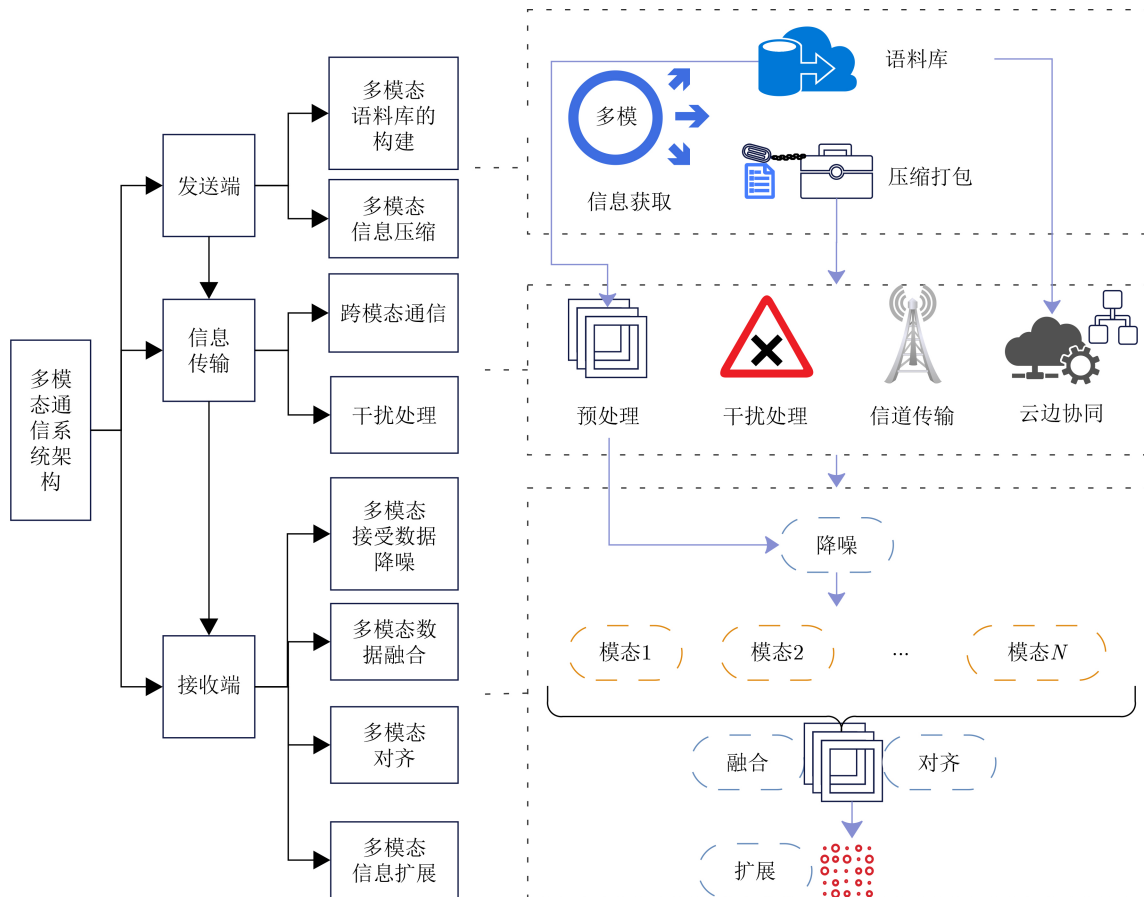 多模
态通
信系
统架
构
发送端
信息
传输
接收端
多模态
语料库的
构建
多模态
信息压缩
跨模态通信
干扰处理
多模态
接受数据
降噪
多模态数
据融合
多模态
对齐
多模态
信息扩展
语料库
多模
信息获取
压缩打包
预处理
干扰处理
信道传输
云边协同
降噪
模态1
模态2
...
模态N
融合
对齐
扩展